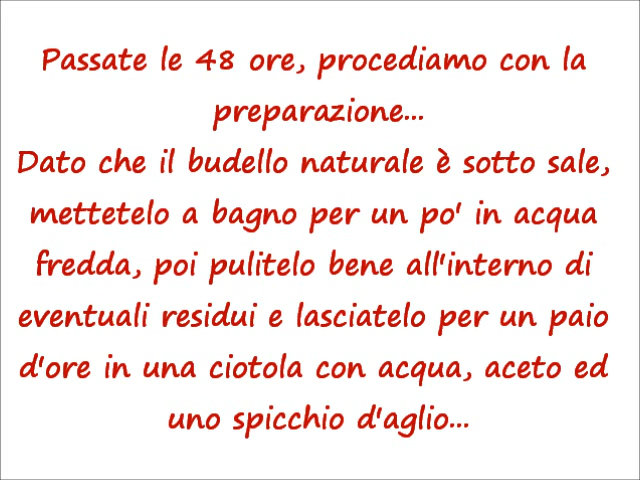 Passate le 48 ore, procediamo con la
preparazione...
Dato che il budello naturale è sotto sale,
mettetelo a bagno per un po' in acqua
fredda, poi pulitelo bene all'interno di
eventuali residui e lasciatelo per un paio
d'ore in una ciotola con acqua, aceto ed
uno spicchio d'aglio...